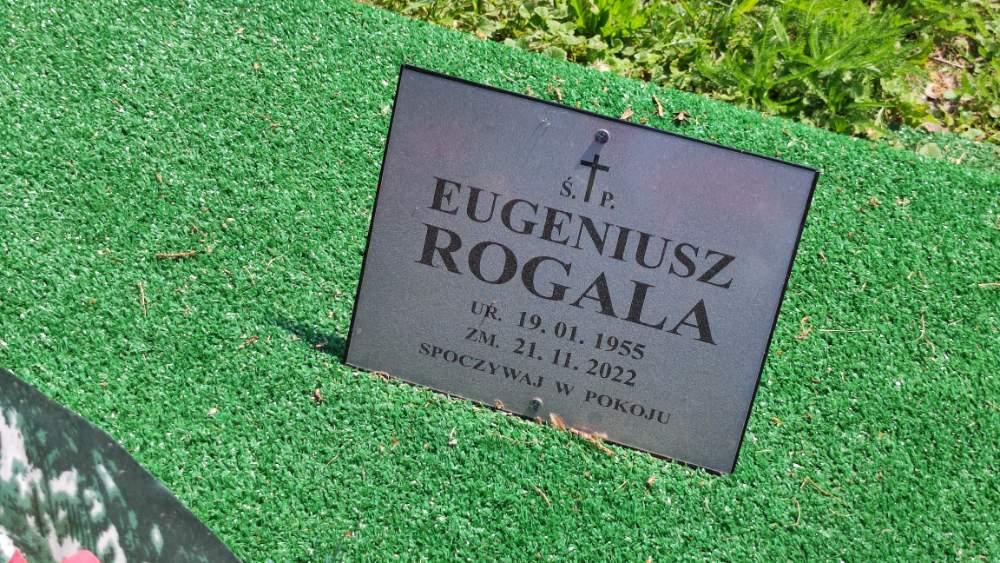 Ś. P.
EUGENIUSZ
ROGALA
UR. 19. 01. 1955
ZM. 21. 11. 2022
SPOCZYWAJ W POKOJU